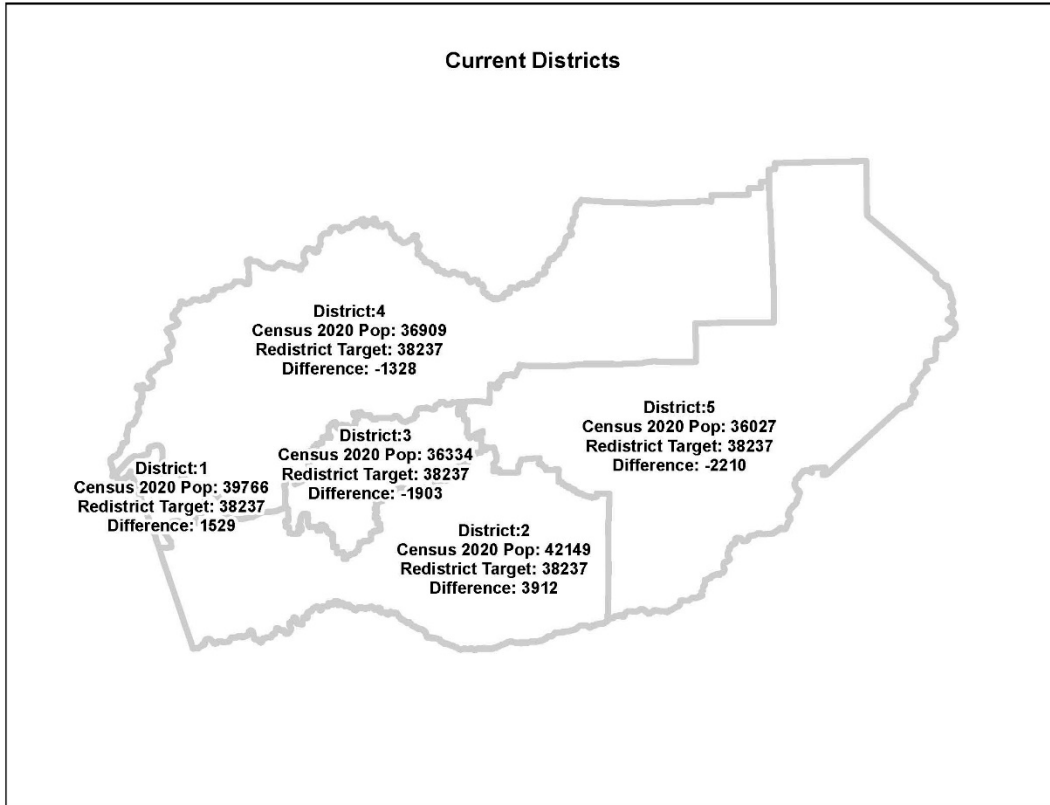 Current Districts
District:4
Census 2020 Pop: 36909
Redistrict Target: 38237
Difference: -1328
District:3
Census 2020 Pop: 36334
Redistrict Target: 38237
Difference: -1903
District:5
Census 2020 Pop: 36027
Redistrict Target: 38237
Difference: -2210
District:1
Census 2020 Pop: 39766
Redistrict Target: 38237
Difference: 1529
District:2
Census 2020 Pop: 42149
Redistrict Target: 38237
Difference: 3912